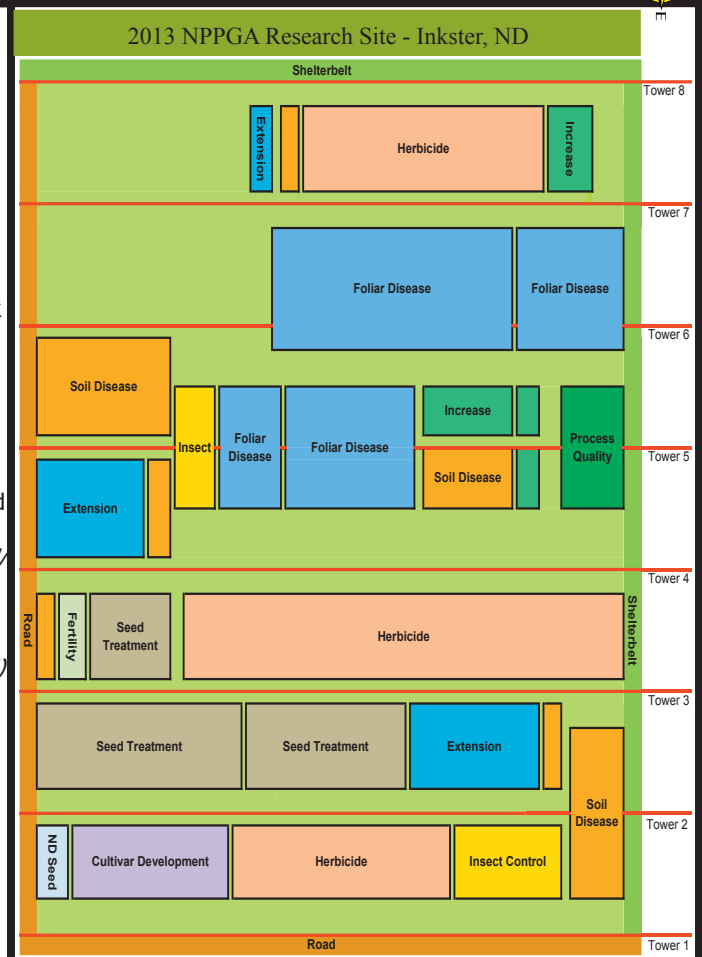 E
2013 NPPGA Research Site - Inkster, ND
Shelterbelt
Tower 8
Extension
Herbicide
Increase
Tower 7
Foliar Disease
Foliar Disease
Tower 6
Soil Disease
Insect
Foliar
Disease
Foliar Disease
Increase
Process
Quality
Tower 5
Extension
Soil Disease
Tower 4
Road
Fertility
Seed
Treatment
Herbicide
Shelterbelt
Tower 3
Seed Treatment
Seed Treatment
Extension
Soil
Disease
Tower 2
ND Seed
Cultivar Development
Herbicide
Insect Control
Road
Tower 1